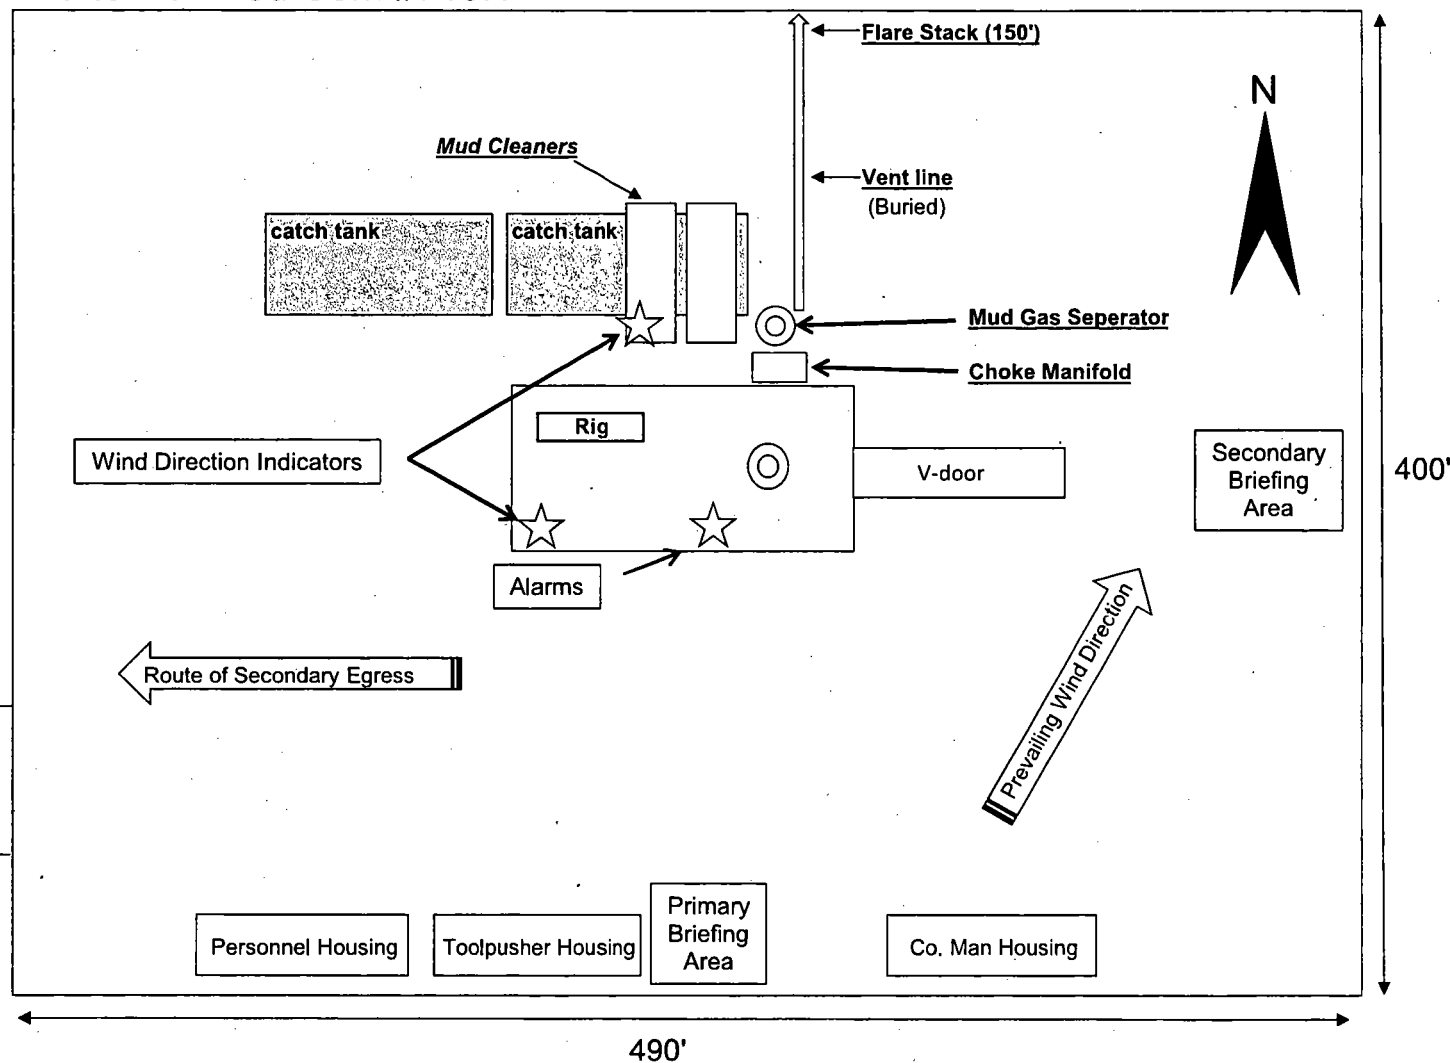 Flare Stack (150')
N
Mud Cleaners
Vent line
(Buried)
catch tank
catch tank
Mud Gas Seperator
Choke Manifold
Rig
Wind Direction Indicators
V-door
Secondary
Briefing
Area
400'
Alarms
Route of Secondary Egress
Prevailing Wind Direction
Primary
Briefing
Area
Personnel Housing
Toolpusher Housing
Co. Man Housing
490'